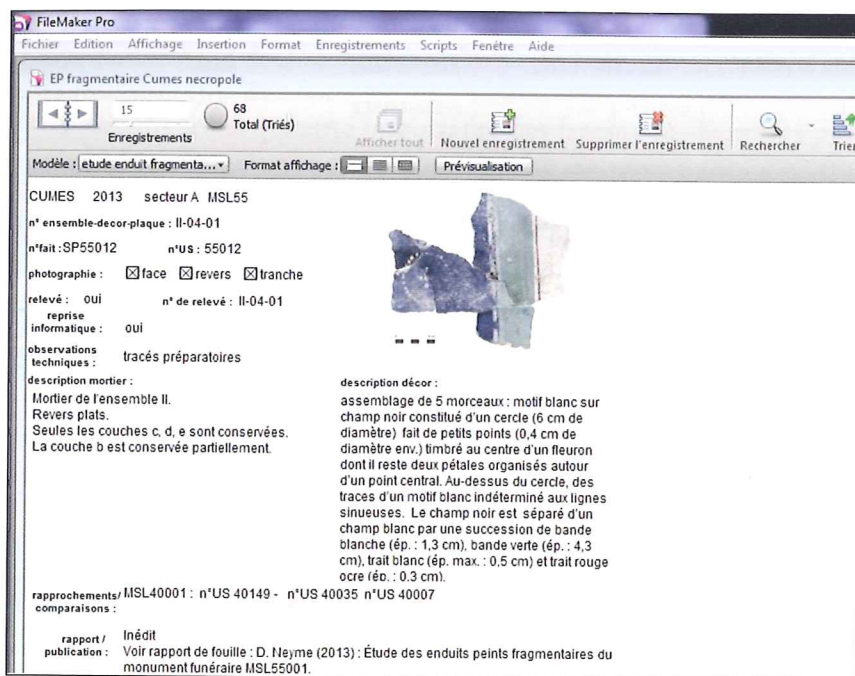 FileMaker Pro
Fichier Edition Affichage Insertion Format Enregistrements Scripts Fenêtre Aide
EP fragmentaire Cumes necropole
15
68
Total (Triés)
Enregistrements
Afficher tout
Nouvel enregistrement
Supprimer l'enregistrement
Rechercher
Trier
Modèle : etude enduit fragmenta...
Format affichage :
Prévisualisation
CUMES 2013 secteur A MSL55
n° ensemble-decor-plaque : II-04-01
n°fait : SP55012 n°US : 55012
photographie : face revers tranche
relevé : oui n° de relevé : II-04-01
reprise
informatique : oui
observations
techniques : tracés préparatoires
description mortier :
Mortier de l'ensemble II.
Revers plats.
Seules les couches c, d, e sont conservées.
La couche b est conservée partiellement.
description décor :
assemblage de 5 morceaux : motif blanc sur
champ noir constitué d'un cercle (6 cm de
diamètre) fait de petits points (0,4 cm de
diamètre env.) timbré au centre d'un fleuron
dont il reste deux pétales organisés autour
d'un point central. Au-dessus du cercle, des
traces d'un motif blanc indéterminé aux lignes
sinueuses. Le champ noir est séparé d'un
champ blanc par une succession de bande
blanche (ép. : 1,3 cm), bande verte (ép. : 4,3
cm), trait blanc (ép. max. : 0,5 cm) et trait rouge
ocre (ép. : 0,3 cm).
rapprochements/ MSL40001 : n°US 40149 - n°US 40035 n°US 40007
comparaisons :
rapport / Inédit
publication : Voir rapport de fouille : D. Neyme (2013) : Étude des enduits peints fragmentaires du
monument funéraire MSL55001.